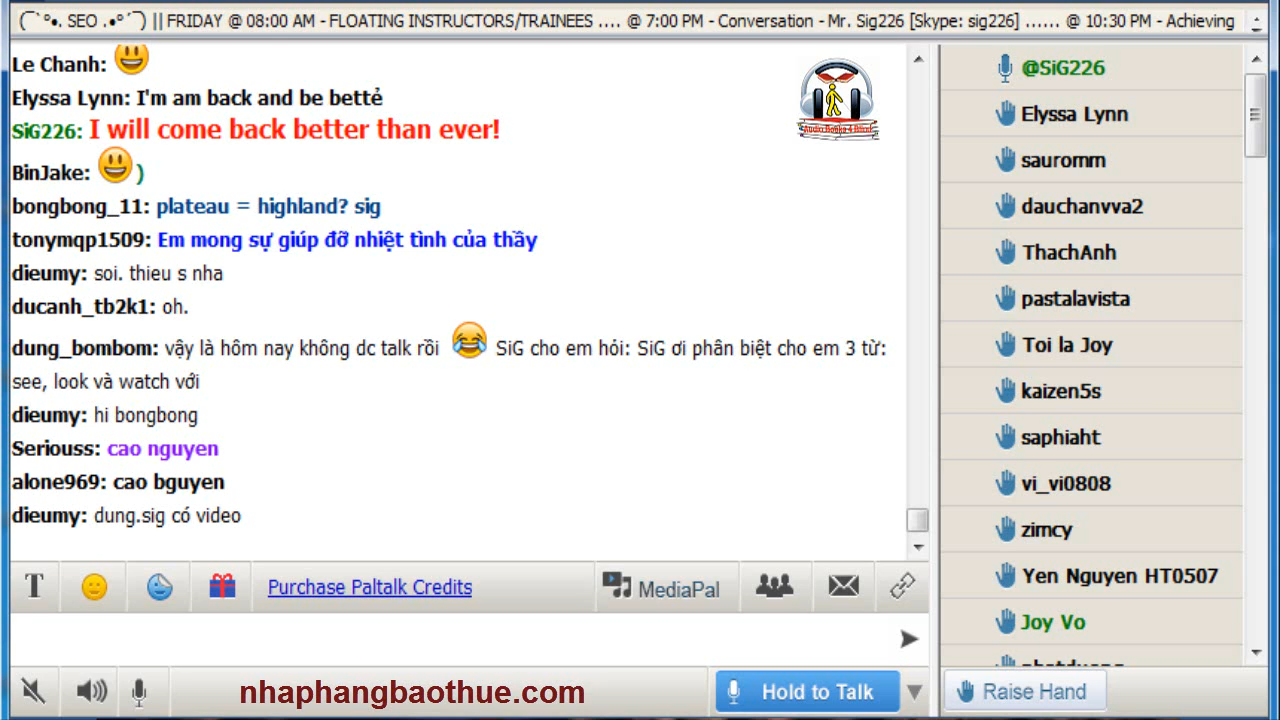 (¯`°•. SEO .•°´¯) || FRIDAY @ 08:00 AM - FLOATING INSTRUCTORS/TRAINEES .... @ 7:00 PM - Conversation - Mr. Sig226 [Skype: sig226] ...... @ 10:30 PM - Achieving
Le Chanh: 😃
Elyssa Lynn: I'm am back and be bettẻ
SiG226: I will come back better than ever!
BinJake: 😃 )
bongbong_11: plateau = highland? sig
tonymqp1509: Em mong sự giúp đỡ nhiệt tình của thầy
dieumy: soi. thieu s nha
ducanh_tb2k1: oh.
dung_bombom: vậy là hôm nay không dc talk rồi 😂 SiG cho em hỏi: SiG ơi phân biệt cho em 3 từ:
see, look và watch với
dieumy: hi bongbong
Seriouss: cao nguyen
alone969: cao bguyen
dieumy: dung.sig có video
Audio Books 4 Blind
@SiG226
Elyssa Lynn
sauromm
dauchanvva2
ThachAnh
pastalavista
Toi la Joy
kaizen5s
saphiaht
vi_vi0808
zimcy
Yen Nguyen HT0507
Joy Vo
T
Purchase Paltalk Credits
MediaPal
nhaphangbaothue.com
Hold to Talk
Raise Hand